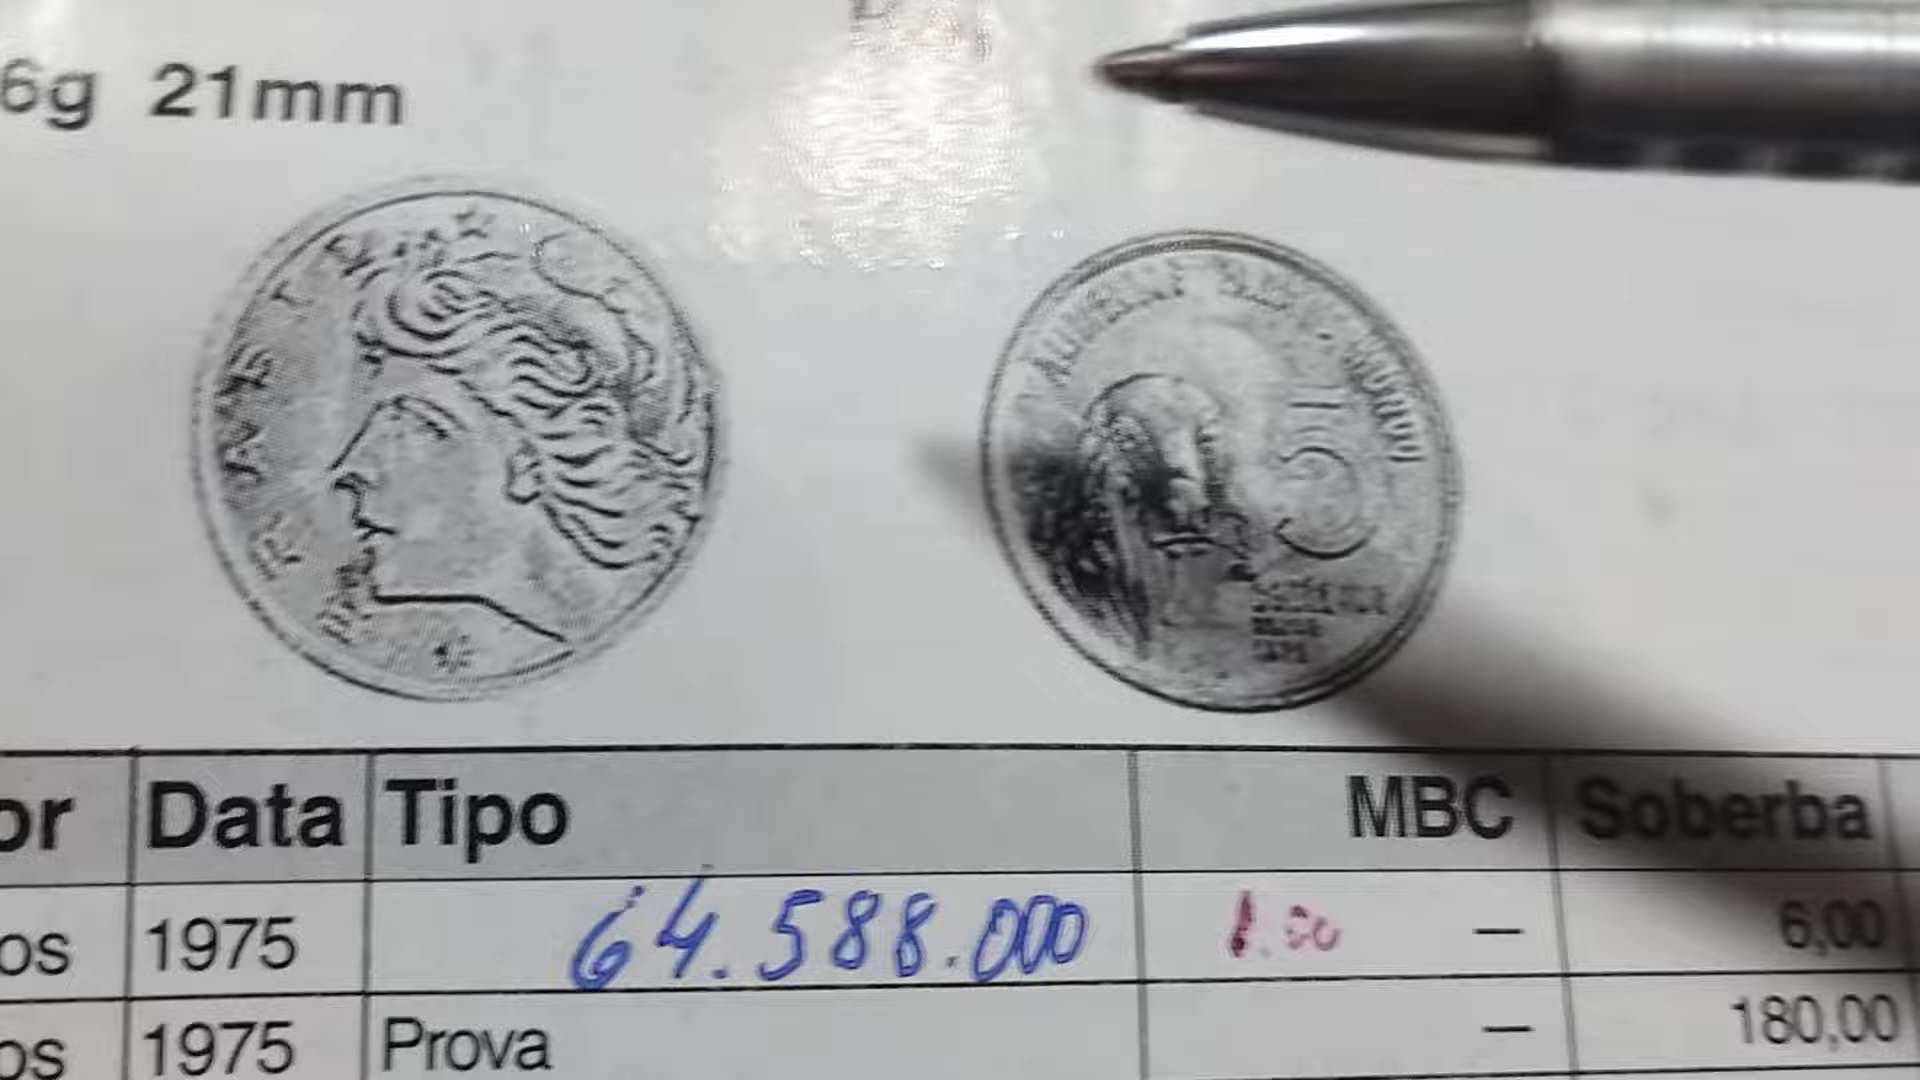 6g 21mm
5
or Data Tipo MBC Soberba
os 1975 64.588.000 1.00 — 6,00
os 1975 Prova — 180,00